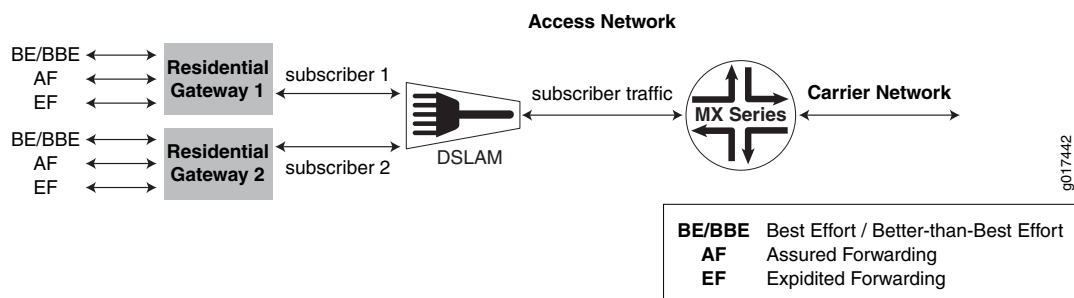 Access Network
BE/BBE
AF
EF
Residential
Gateway 1
subscriber 1
BE/BBE
AF
EF
Residential
Gateway 2
subscriber 2
DSLAM
subscriber traffic
MX Series
Carrier Network
g017442
BE/BBE Best Effort / Better-than-Best Effort
AF Assured Forwarding
EF Expidited Forwarding